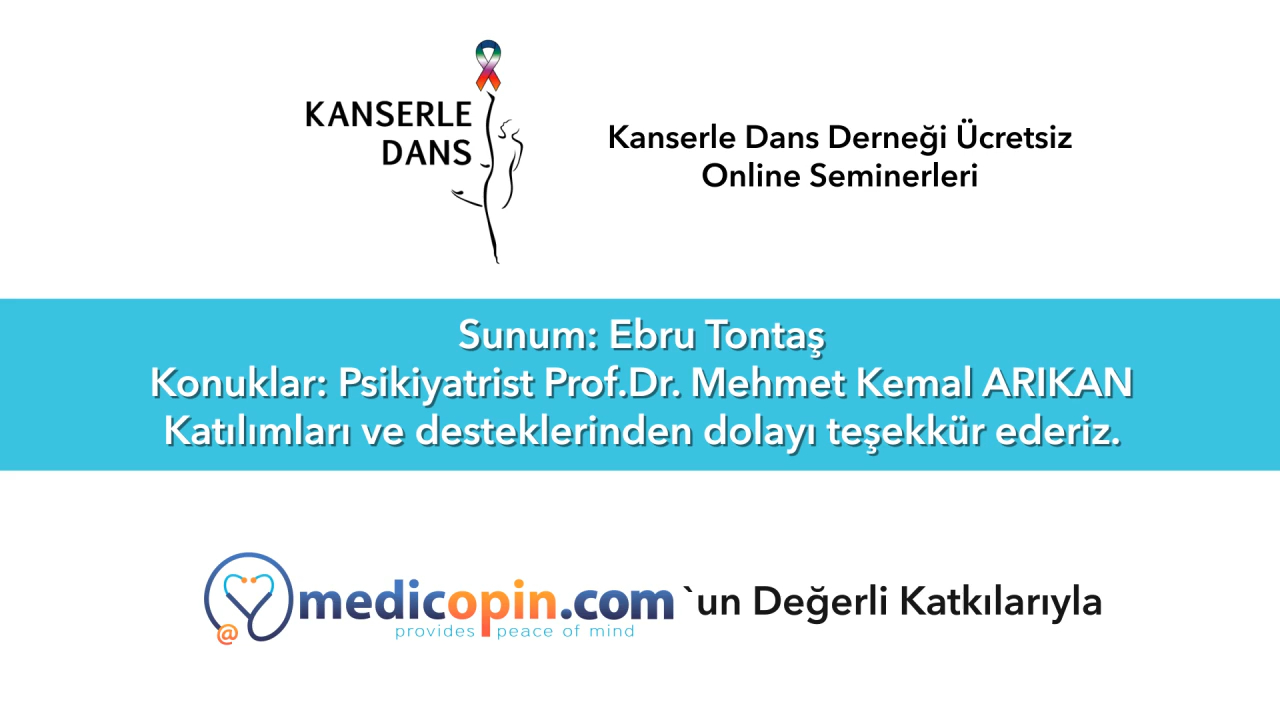 KANSERLE
DANS
Kanserle Dans Derneği Ücretsiz
Online Seminerleri
Sunum: Ebru Tontaş
Konuklar: Psikiyatrist Prof.Dr. Mehmet Kemal ARIKAN
Katılımları ve desteklerinden dolayı teşekkür ederiz.
@medicopin.com `un Değerli Katkılarıyla
provides peace of mind